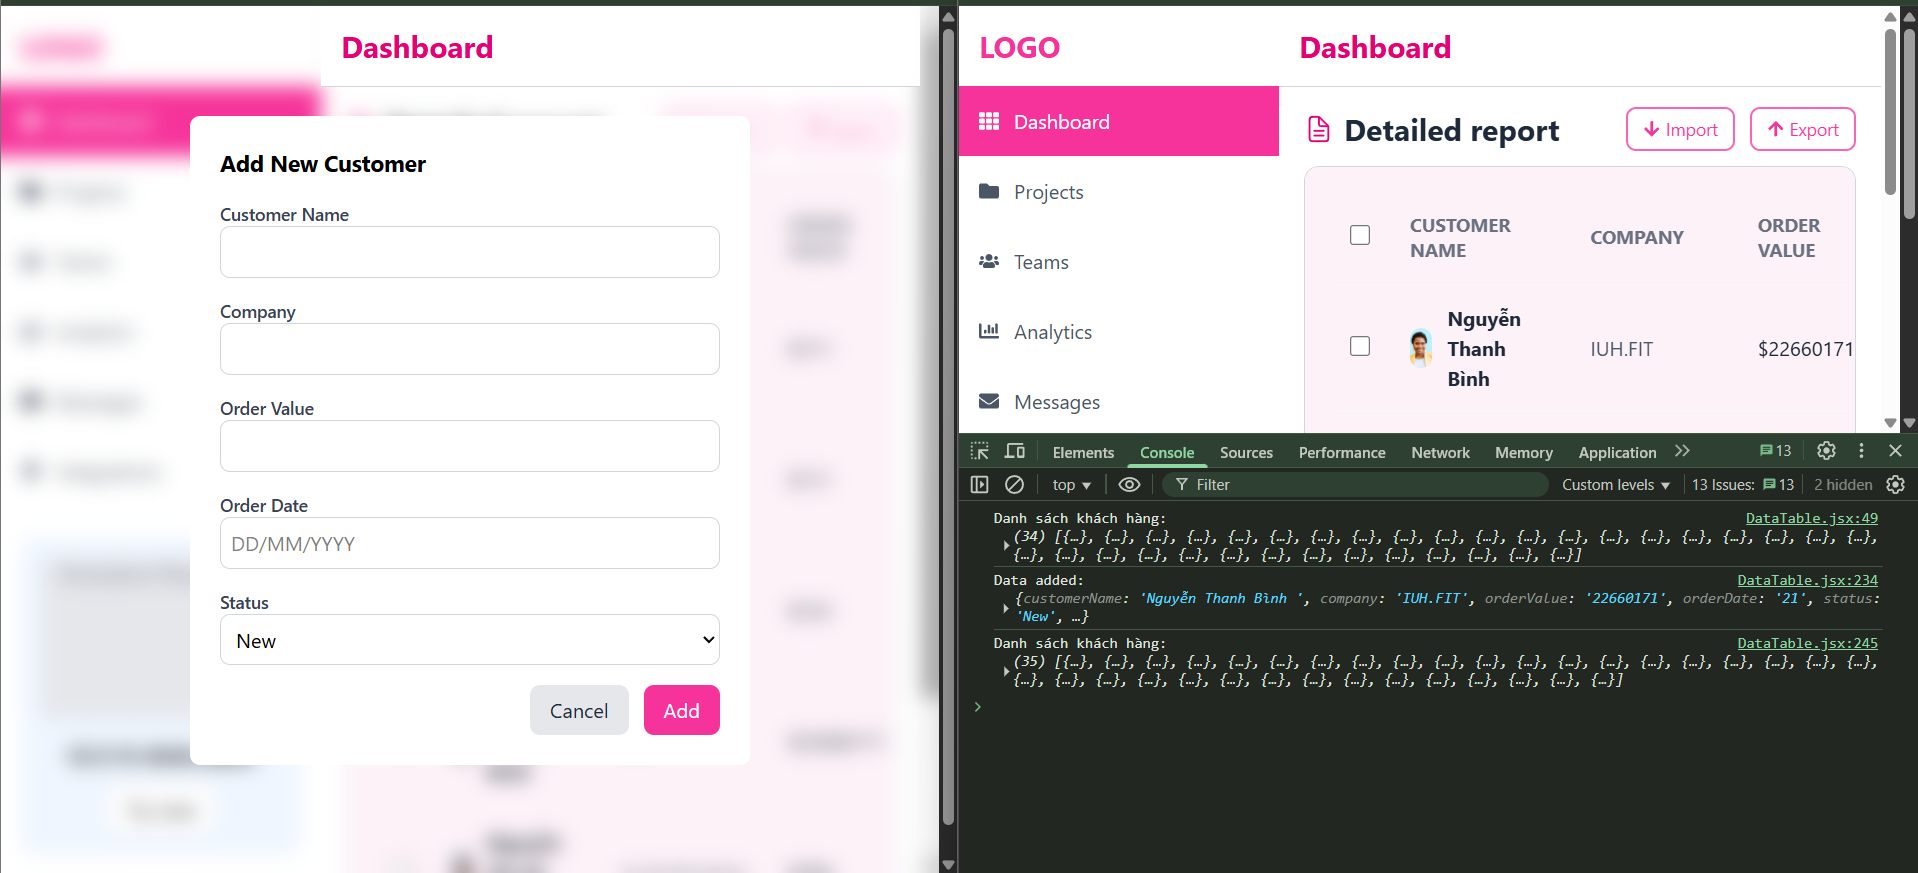 Dashboard
Add New Customer
Customer Name
Company
Order Value
Order Date
DD/MM/YYYY
Status
New
Cancel
Add
LOGO
Dashboard
Dashboard
Projects
Teams
Analytics
Messages
Detailed report
Import
Export
CUSTOMER NAME
COMPANY
ORDER VALUE
Nguyễn Thanh Bình
IUH.FIT
$22660171
Elements Console Sources Performance Network Memory Application 13
top Filter Custom levels 13 Issues: 13 2 hidden
Danh sách khách hàng: DataTable.jsx:49
(34) [{…}, {…}, {…}, {…}, {…}, {…}, {…}, {…}, {…}, {…}, {…}, {…}, {…}, {…}, {…}, {…}, {…}, {…}, {…}, {…},
{…}, {…}, {…}, {…}, {…}, {…}, {…}, {…}, {…}, {…}, {…}, {…}, {…}, {…}]
Data added: DataTable.jsx:234
{customerName: 'Nguyễn Thanh Bình ', company: 'IUH.FIT', orderValue: '22660171', orderDate: '21', status:
'New', …}
Danh sách khách hàng: DataTable.jsx:245
(35) [{…}, {…}, {…}, {…}, {…}, {…}, {…}, {…}, {…}, {…}, {…}, {…}, {…}, {…}, {…}, {…}, {…}, {…}, {…}, {…},
{…}, {…}, {…}, {…}, {…}, {…}, {…}, {…}, {…}, {…}, {…}, {…}, {…}, {…}, {…}]